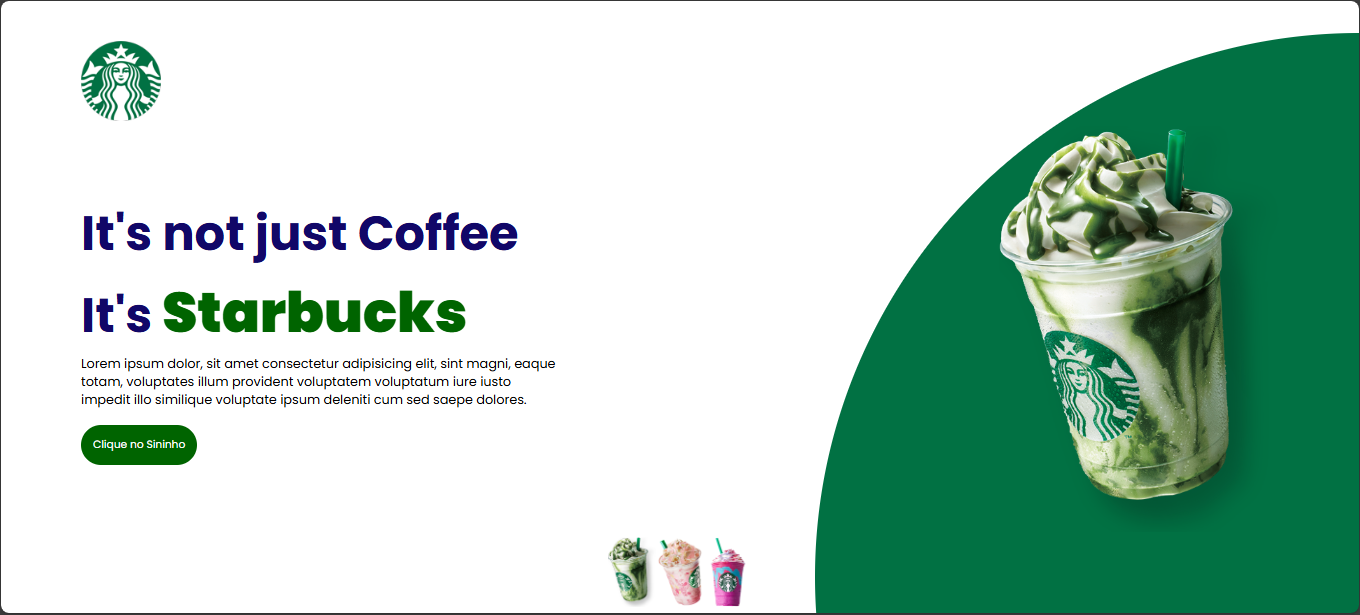 It's not just Coffee
It's Starbucks
Lorem ipsum dolor, sit amet consectetur adipisicing elit, sint magni, eaque
totam, voluptates illum provident voluptatem voluptatum iure iusto
impedit illo similique voluptate ipsum deleniti cum sed saepe dolores.
Clique no Sininho